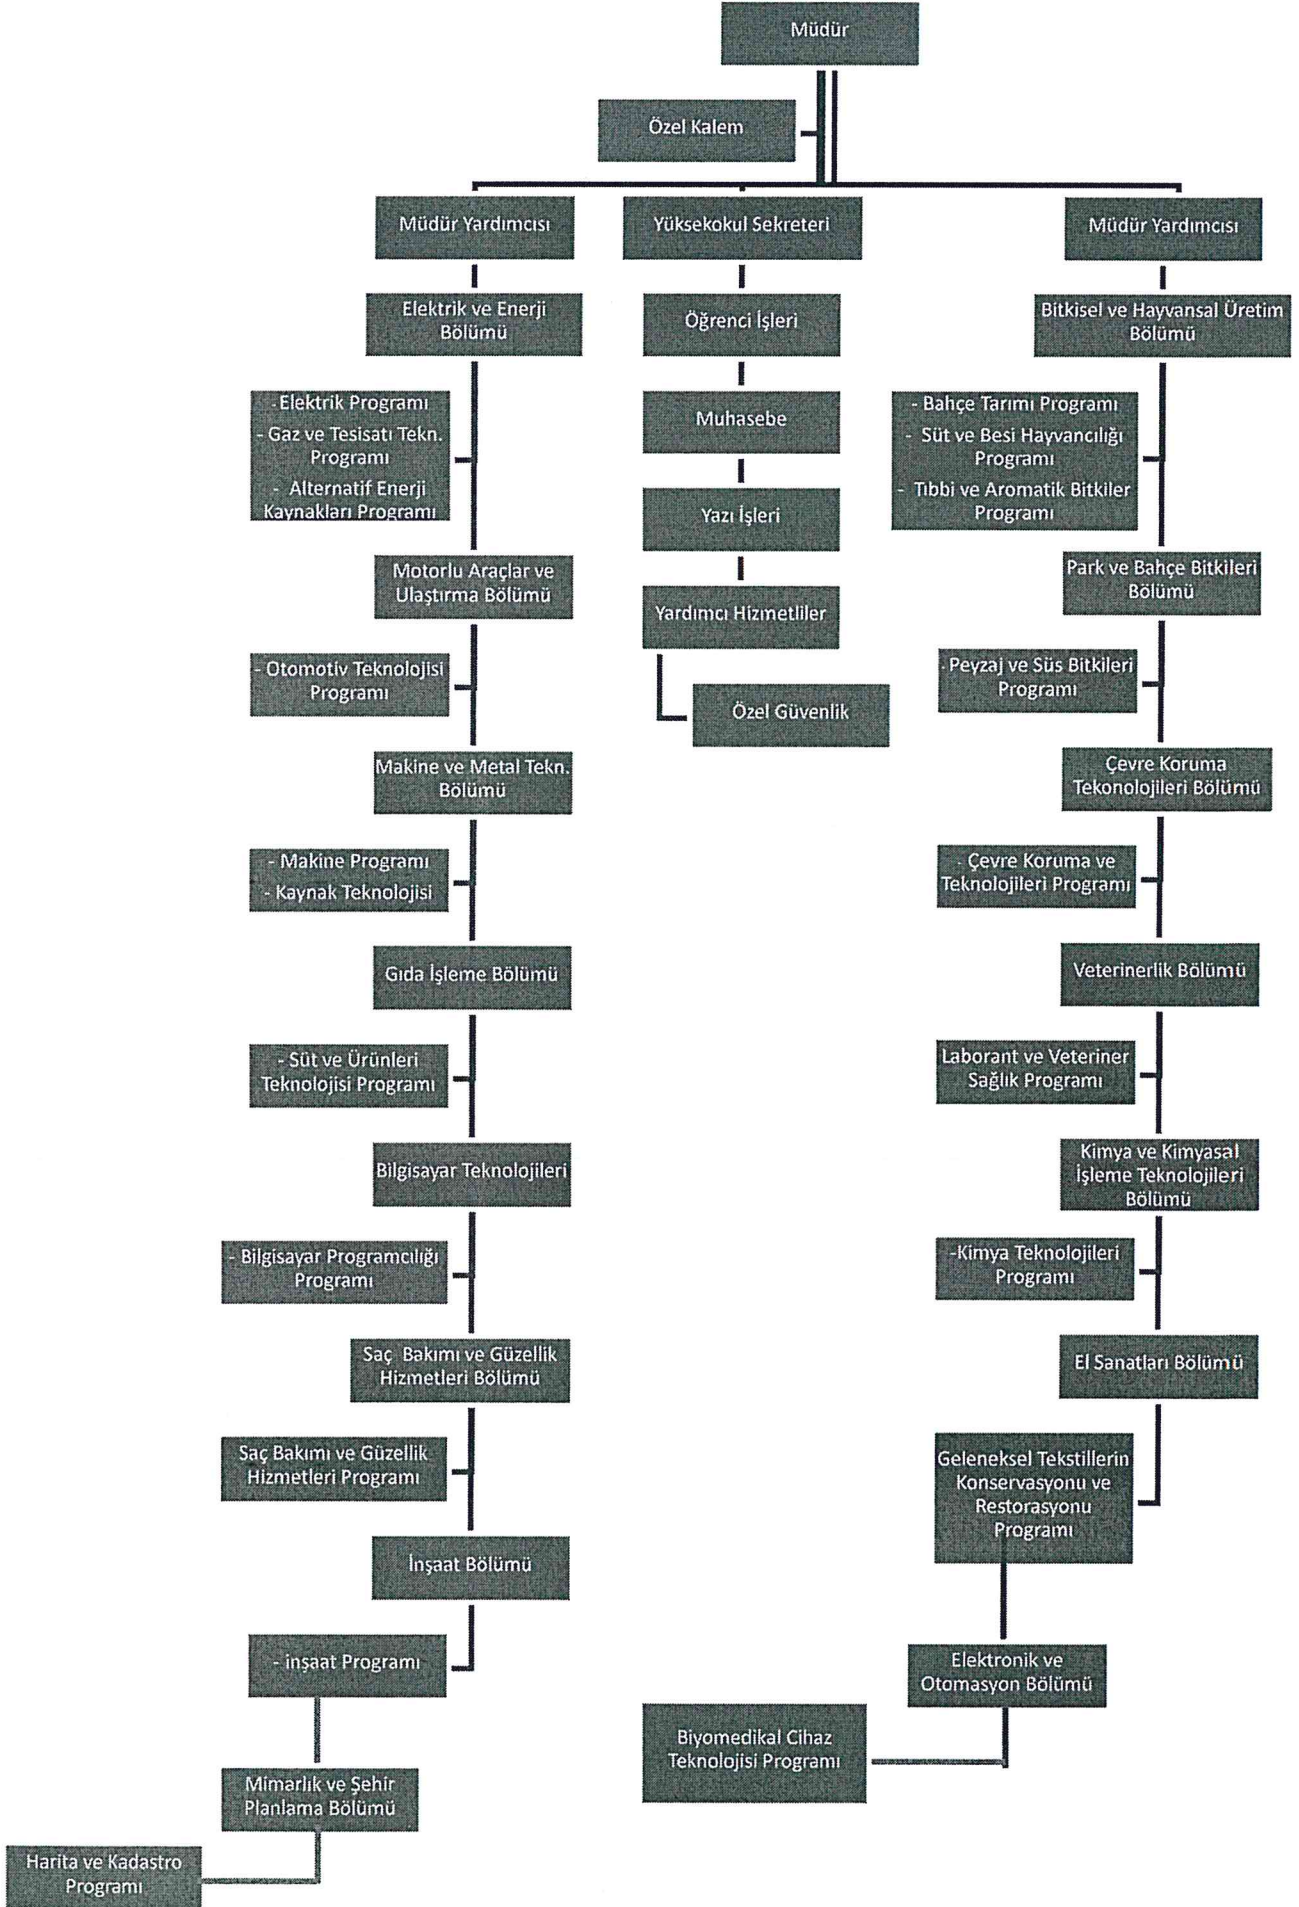 Müdür
Özel Kalem
Müdür Yardımcısı
Elektrik ve Enerji
Bölümü
- Elektrik Programı
- Gaz ve Tesisatı Tekn.
Programı
- Alternatif Enerji
Kaynakları Programı
Motorlu Araçlar ve
Ulaştırma Bölümü
- Otomotiv Teknolojisi
Programı
Makine ve Metal Tekn.
Bölümü
- Makine Programı
- Kaynak Teknolojisi
Gıda İşleme Bölümü
- Süt ve Ürünleri
Teknolojisi Programı
Bilgisayar Teknolojileri
- Bilgisayar Programcılığı
Programı
Saç Bakımı ve Güzellik
Hizmetleri Bölümü
Saç Bakımı ve Güzellik
Hizmetleri Programı
İnşaat Bölümü
- inşaat Programı
Mimarlık ve Şehir
Planlama Bölümü
Harita ve Kadastro
Programı
Yüksekokul Sekreteri
Öğrenci İşleri
Muhasebe
Yazı İşleri
Yardımcı Hizmetliler
Özel Güvenlik
Müdür Yardımcısı
Bitkisel ve Hayvansal Üretim
Bölümü
- Bahçe Tarımı Programı
- Süt ve Besi Hayvancılığı
Programı
- Tıbbi ve Aromatik Bitkiler
Programı
Park ve Bahçe Bitkileri
Bölümü
- Peyzaj ve Süs Bitkileri
Programı
Çevre Koruma
Tekonolojileri Bölümü
- Çevre Koruma ve
Teknolojileri Programı
Veterinerlik Bölümü
Laborant ve Veteriner
Sağlık Programı
Kimya ve Kimyasal
İşleme Teknolojileri
Bölümü
-Kimya Teknolojileri
Programı
El Sanatları Bölümü
Geleneksel Tekstillerin
Konservasyonu ve
Restorasyonu
Programı
Elektronik ve
Otomasyon Bölümü
Biyomedikal Cihaz
Teknolojisi Programı